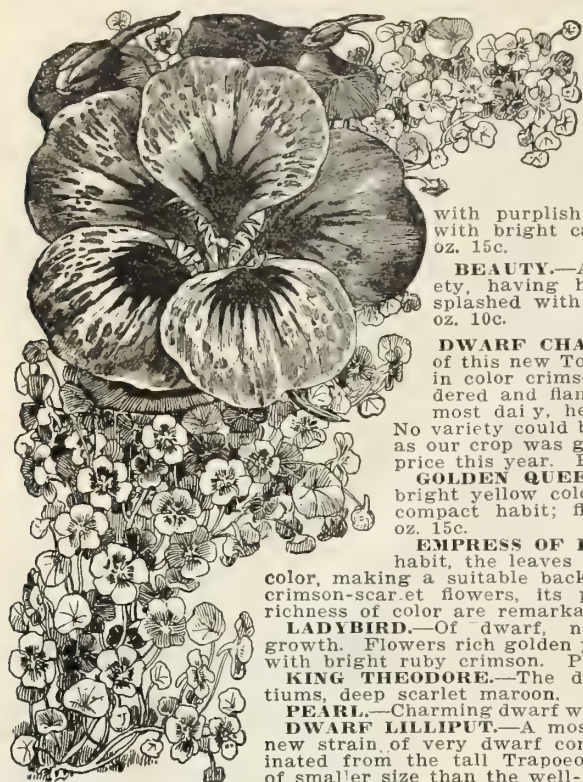 with purplish
with bright ca
oz. 15c.
BEAUTY.—A
ety, having h
splashed with
oz. 10c.
DWARF CHA
of this new To
in color crims
dered and flan
most dai y, he
No variety could b
as our crop was g
price this year. P
GOLDEN QUEE
bright yellow col
compact habit; fl
oz. 15c.
EMPRESS OF I
habit, the leaves
color, making a suitable back
crimson-scar.et flowers, its p
richness of color are remarka
LADYBIRD.—Of dwarf, n
growth. Flowers rich golden y
with bright ruby crimson. P
KING THEODORE.—The d
tiums, deep scarlet maroon.
PEARL.—Charming dwarf w
DWARF LILLIPUT.—A mos
new strain of very dwarf con
inated from the tall Trapoec
of smaller size than the well-